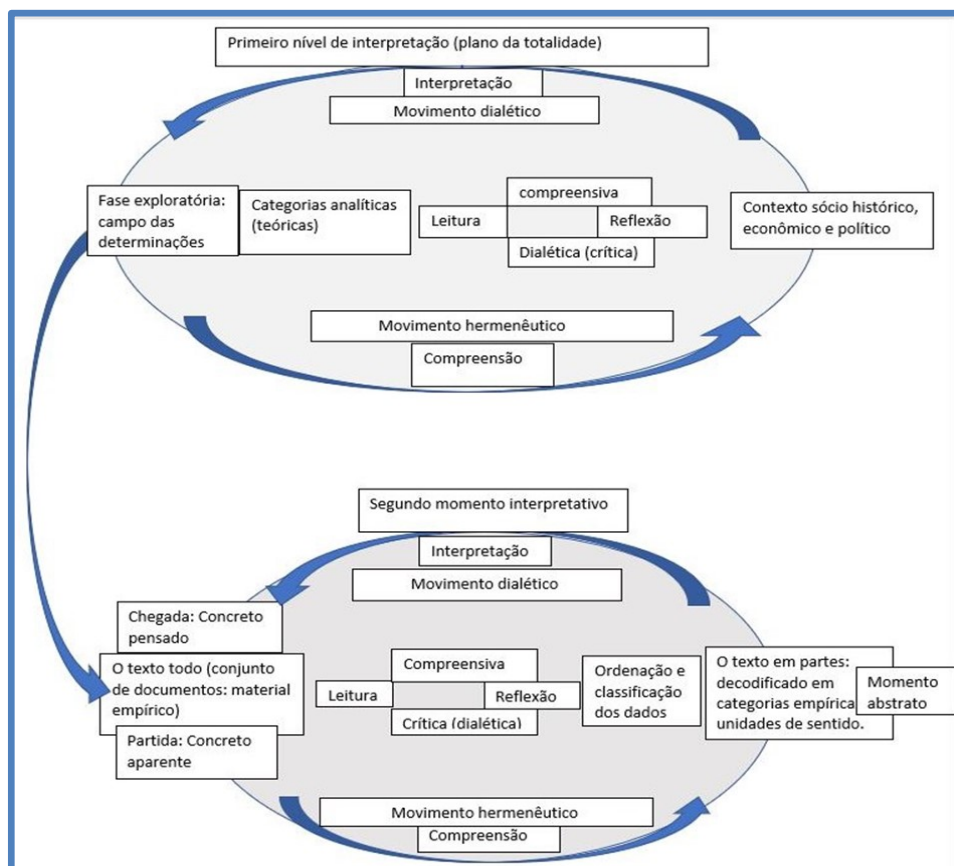 Primeiro nível de interpretação (plano da totalidade)
Interpretação
Movimento dialético
Fase exploratória:
campo das
determinações
Categorias analíticas
(teóricas)
compreensiva
Leitura
Reflexão
Dialética (crítica)
Contexto sócio histórico,
econômico e político
Movimento hermenêutico
Compreensão
Segundo momento interpretativo
Interpretação
Movimento dialético
Chegada: Concreto
pensado
O texto todo (conjunto
de documentos: material
empírico)
Partida: Concreto
aparente
Compreensiva
Leitura
Reflexão
Crítica (dialética)
Ordenação e
classificação
dos dados
O texto em partes:
decodificado em
categorias empírica
unidades de sentido.
Momento
abstrato
Movimento hermenêutico
Compreensão